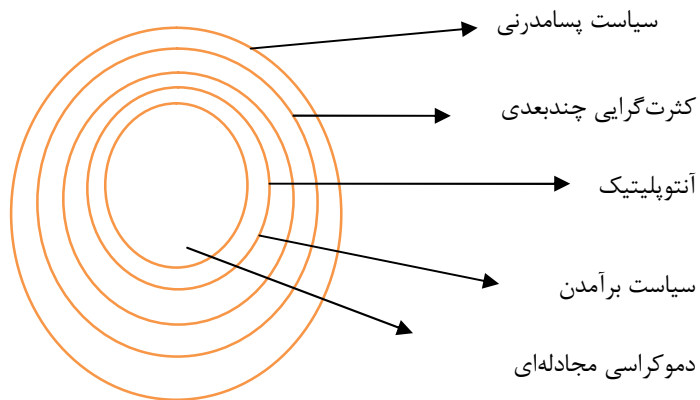 سیاست پسامدرنی
کثرت‌گرایی چندبعدی
آنتوپلیتیک
سیاست برآمدن
دموکراسی مجادله‌ای